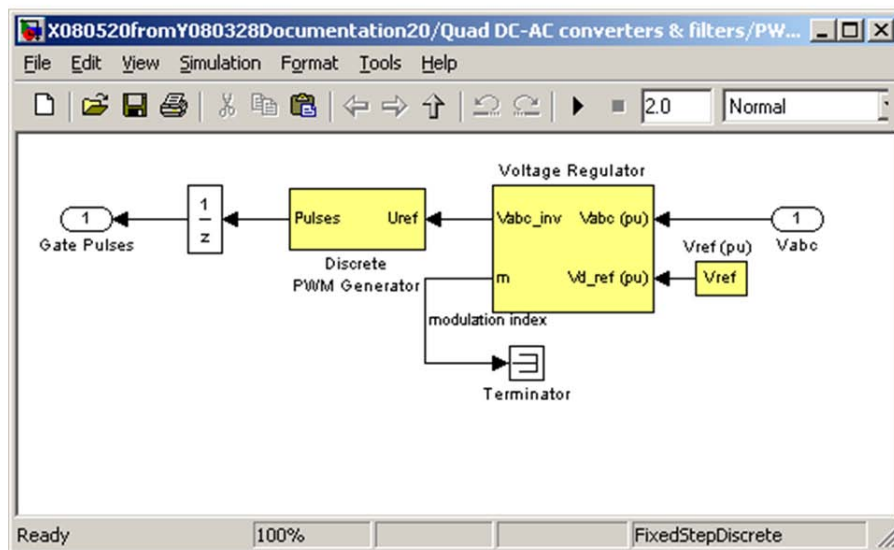 X080520fromY080328Documentation20/Quad DC-AC converters & filters/PW...
File Edit View Simulation Format Tools Help
2.0 Normal
Voltage Regulator
1
Gate Pulses
1
z
Pulses Uref
Discrete
PWM Generator
Vabc_inv Vabc (pu)
m Vd_ref (pu)
1
Vabc
Vref (pu)
Vref
modulation index
Terminator
Ready 100% FixedStepDiscrete